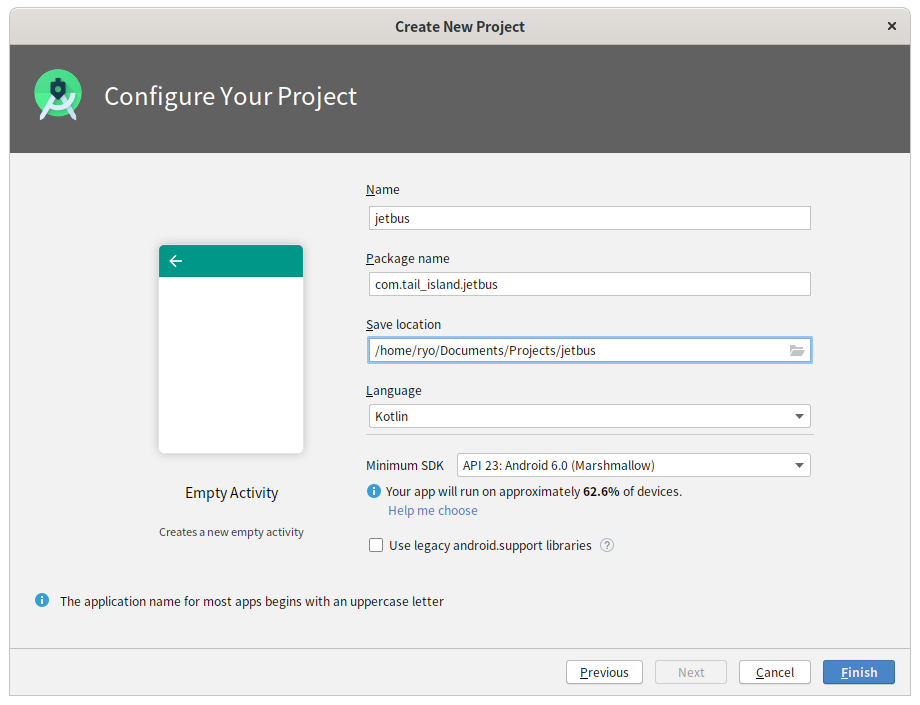 Create New Project
Configure Your Project
Name
jetbus
Package name
com.tail_island.jetbus
Save location
/home/ryo/Documents/Projects/jetbus
Language
Kotlin
Minimum SDK API 23: Android 6.0 (Marshmallow)
Your app will run on approximately 62.6% of devices.
Help me choose
Use legacy android.support libraries ?
Empty Activity
Creates a new empty activity
The application name for most apps begins with an uppercase letter
Previous Next Cancel Finish